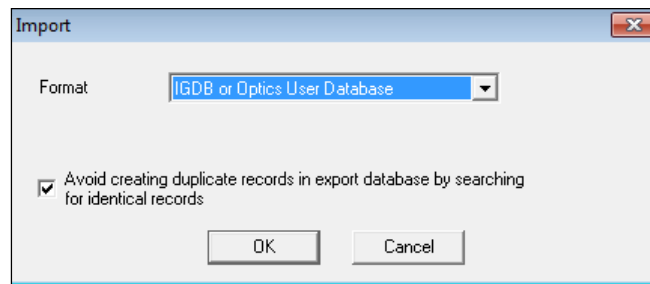 Import
Format
IGDB or Optics User Database
Avoid creating duplicate records in export database by searching
for identical records
OK
Cancel